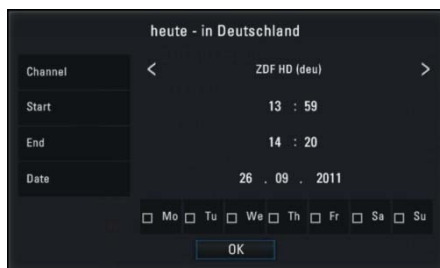 heute - in Deutschland
Channel < ZDF HD (deu) >
Start 13 : 59
End 14 : 20
Date 26 . 09 . 2011
Mo Tu We Th Fr Sa Su
OK